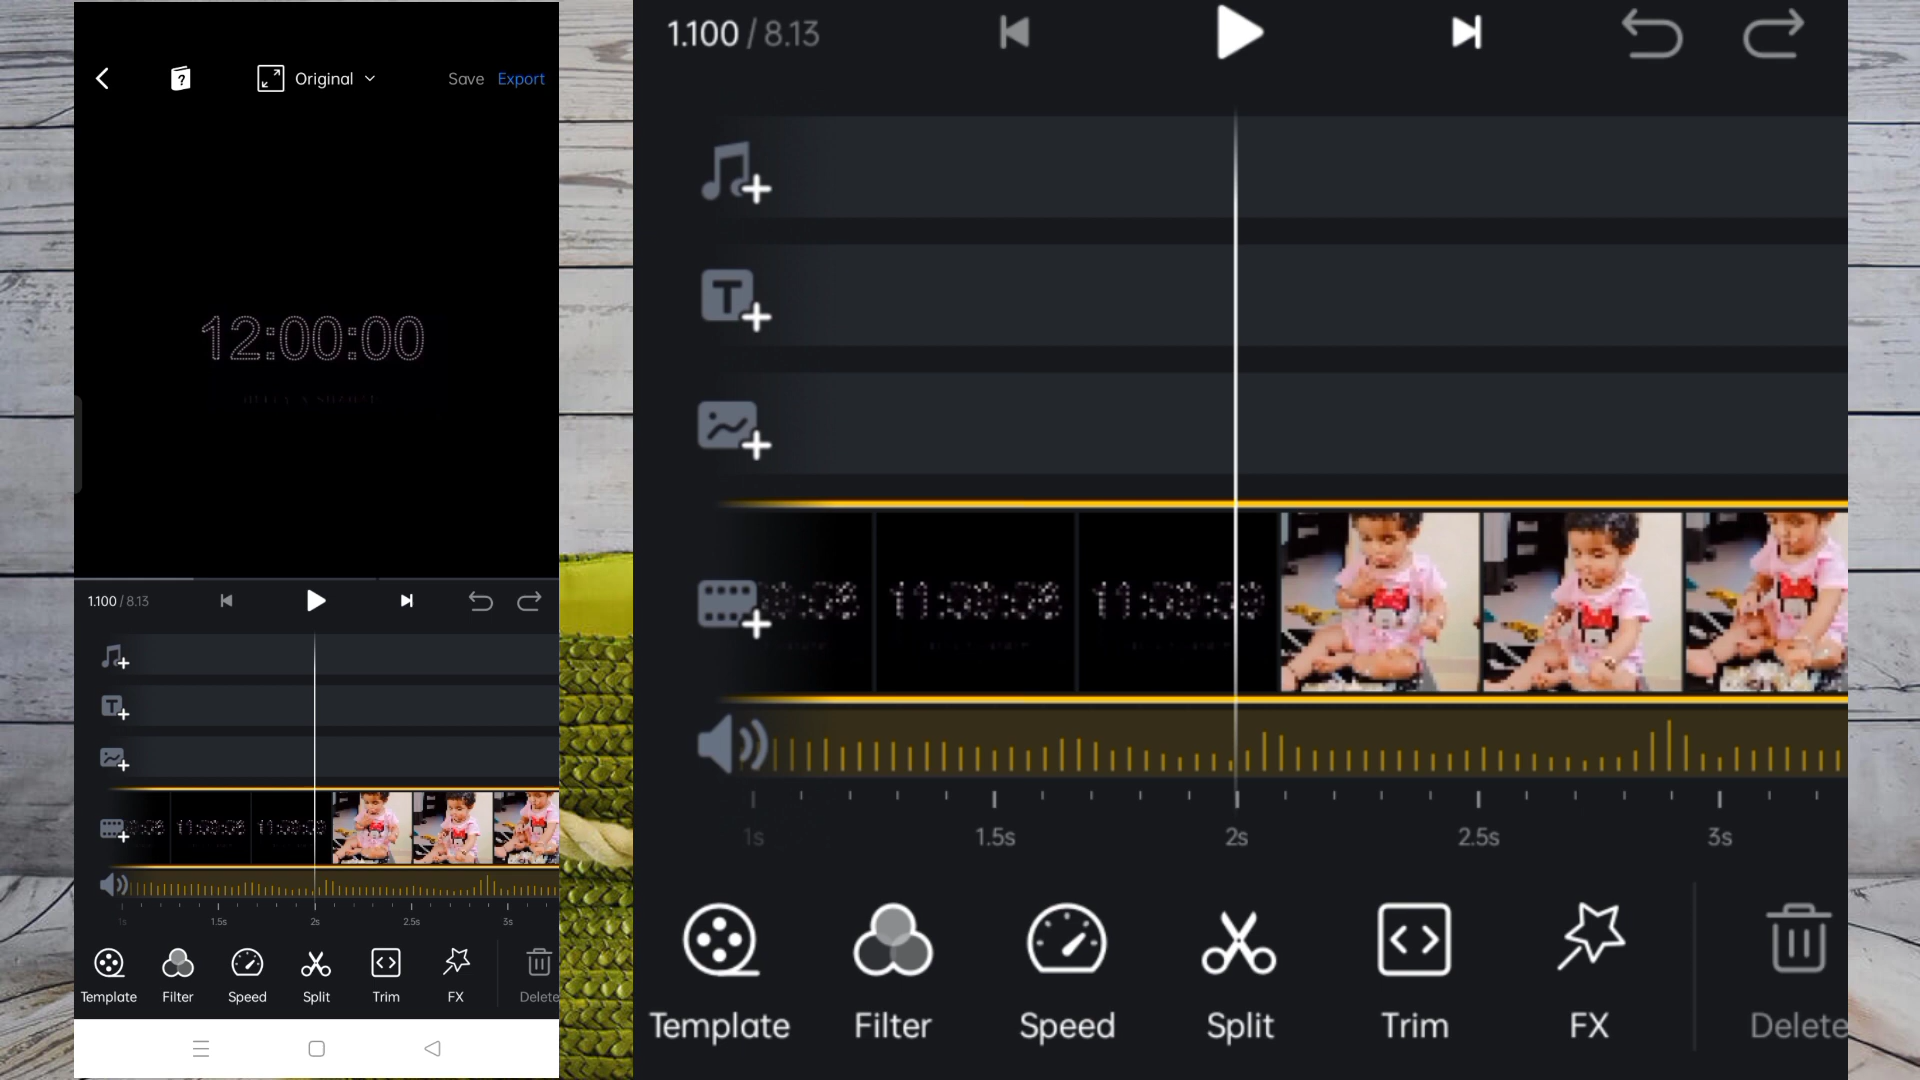 Original
Save Export
12:00:00
1.100 / 8.13
1s 1.5s 2s 2.5s 3s
Template Filter Speed Split Trim FX Delete
1.100 / 8.13
T
1s 1.5s 2s 2.5s 3s
Template Filter Speed Split Trim FX Delete